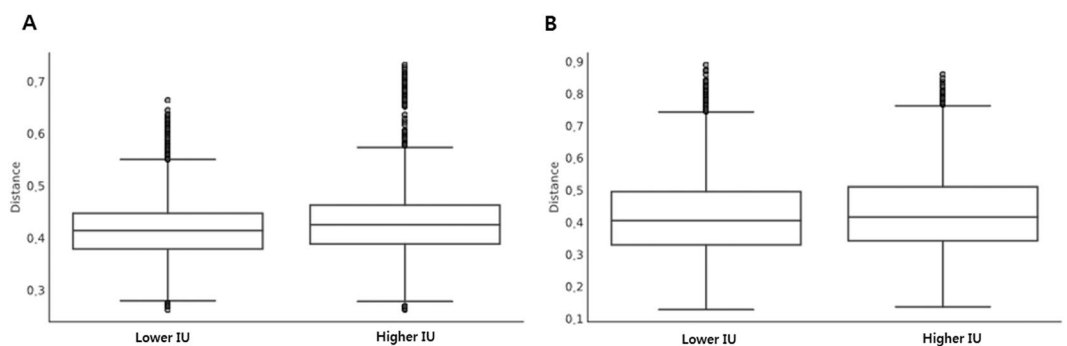 A
Distance
0,7
0,6
0,5
0,4
0,3
Lower IU
Higher IU
B
Distance
0,9
0,8
0,7
0,6
0,5
0,4
0,3
0,2
0,1
Lower IU
Higher IU